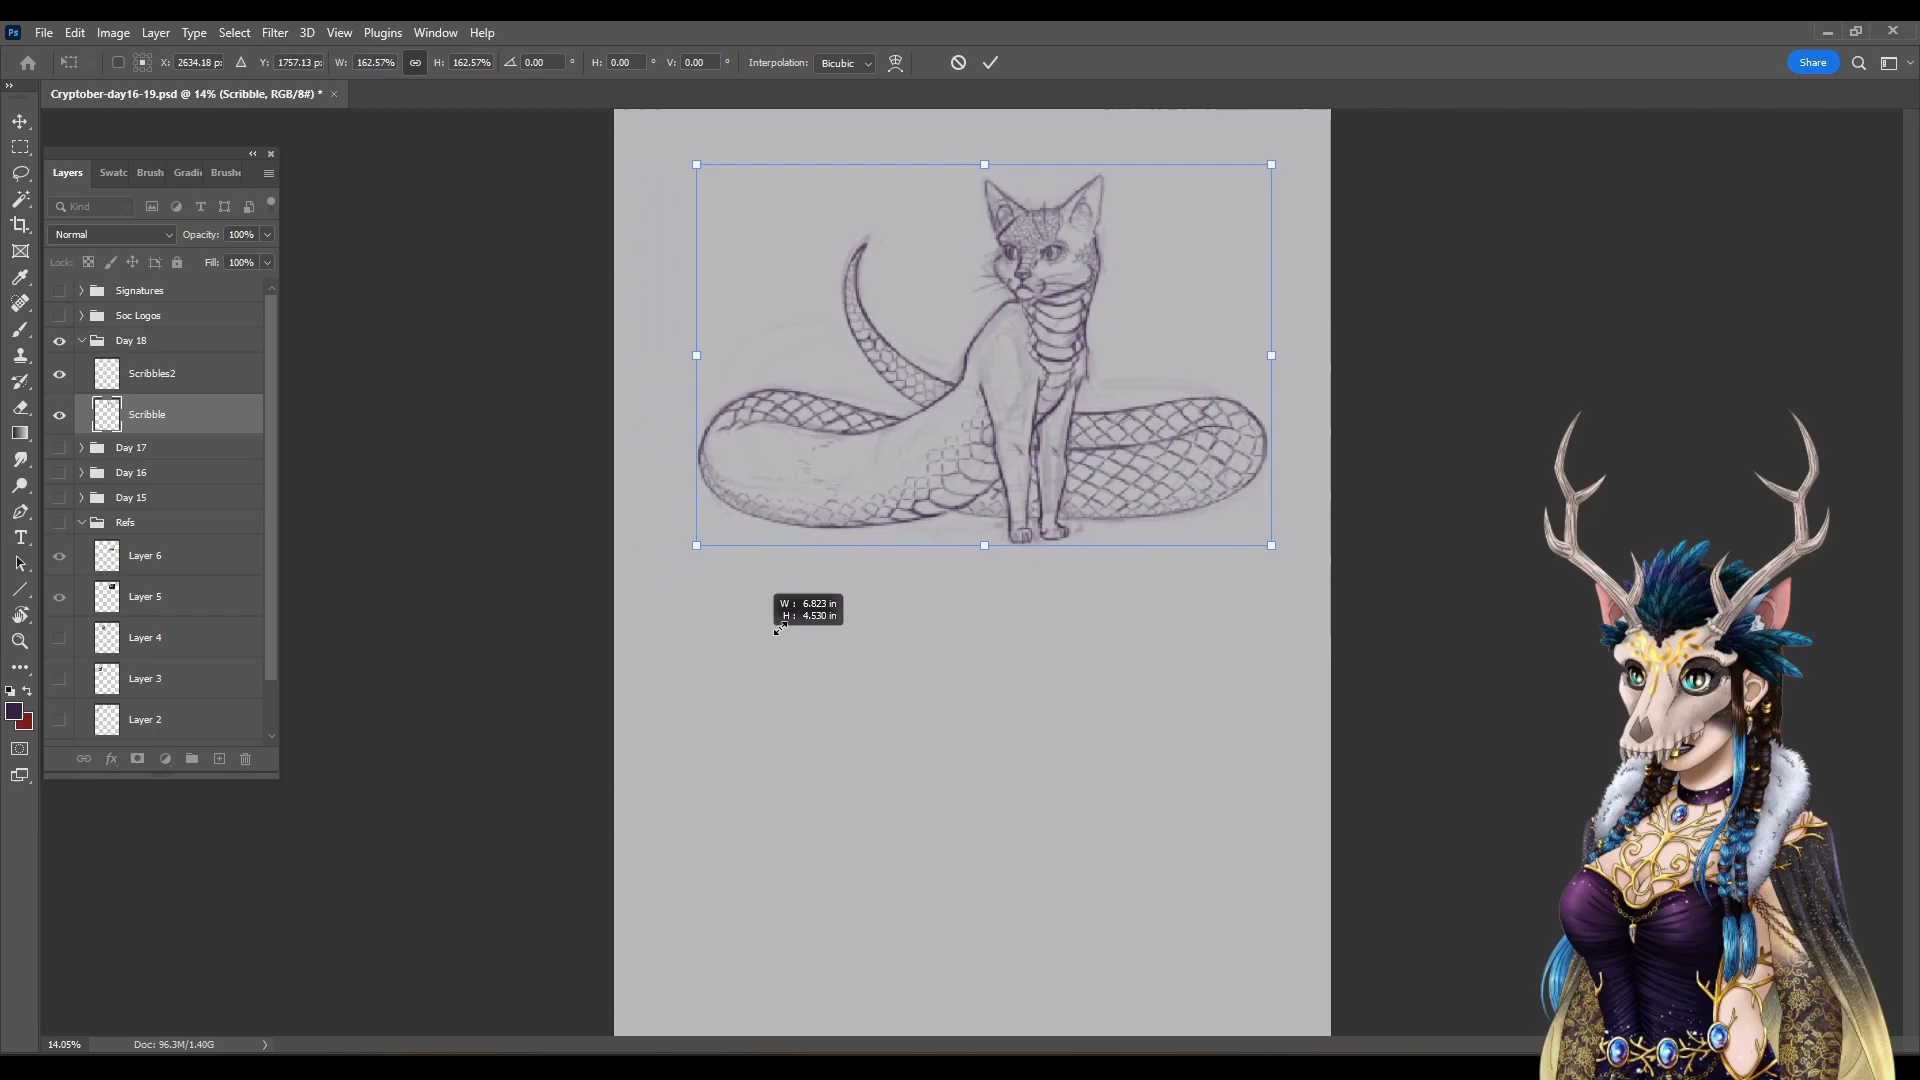 Ps File Edit Image Layer Type Select Filter 3D View Plugins Window Help
X: 2634.18 px Y: 1757.13 px W: 162.57% H: 162.57% 0.00 ° H: 0.00 ° V: 0.00 ° Interpolation: Bicubic Share
Cryptober-day16-19.psd @ 14% (Scribble, RGB/8#) * ×
Layers Swatc Brush Gradi Brushe
Kind
Normal Opacity: 100%
Lock: Fill: 100%
Signatures
Soc Logos
Day 18
Scribbles2
Scribble
Day 17
Day 16
Day 15
Refs
Layer 6
Layer 5
Layer 4
Layer 3
Layer 2
fx
W : 6.823 in
H : 4.530 in
14.05% Doc: 96.3M/1.40G